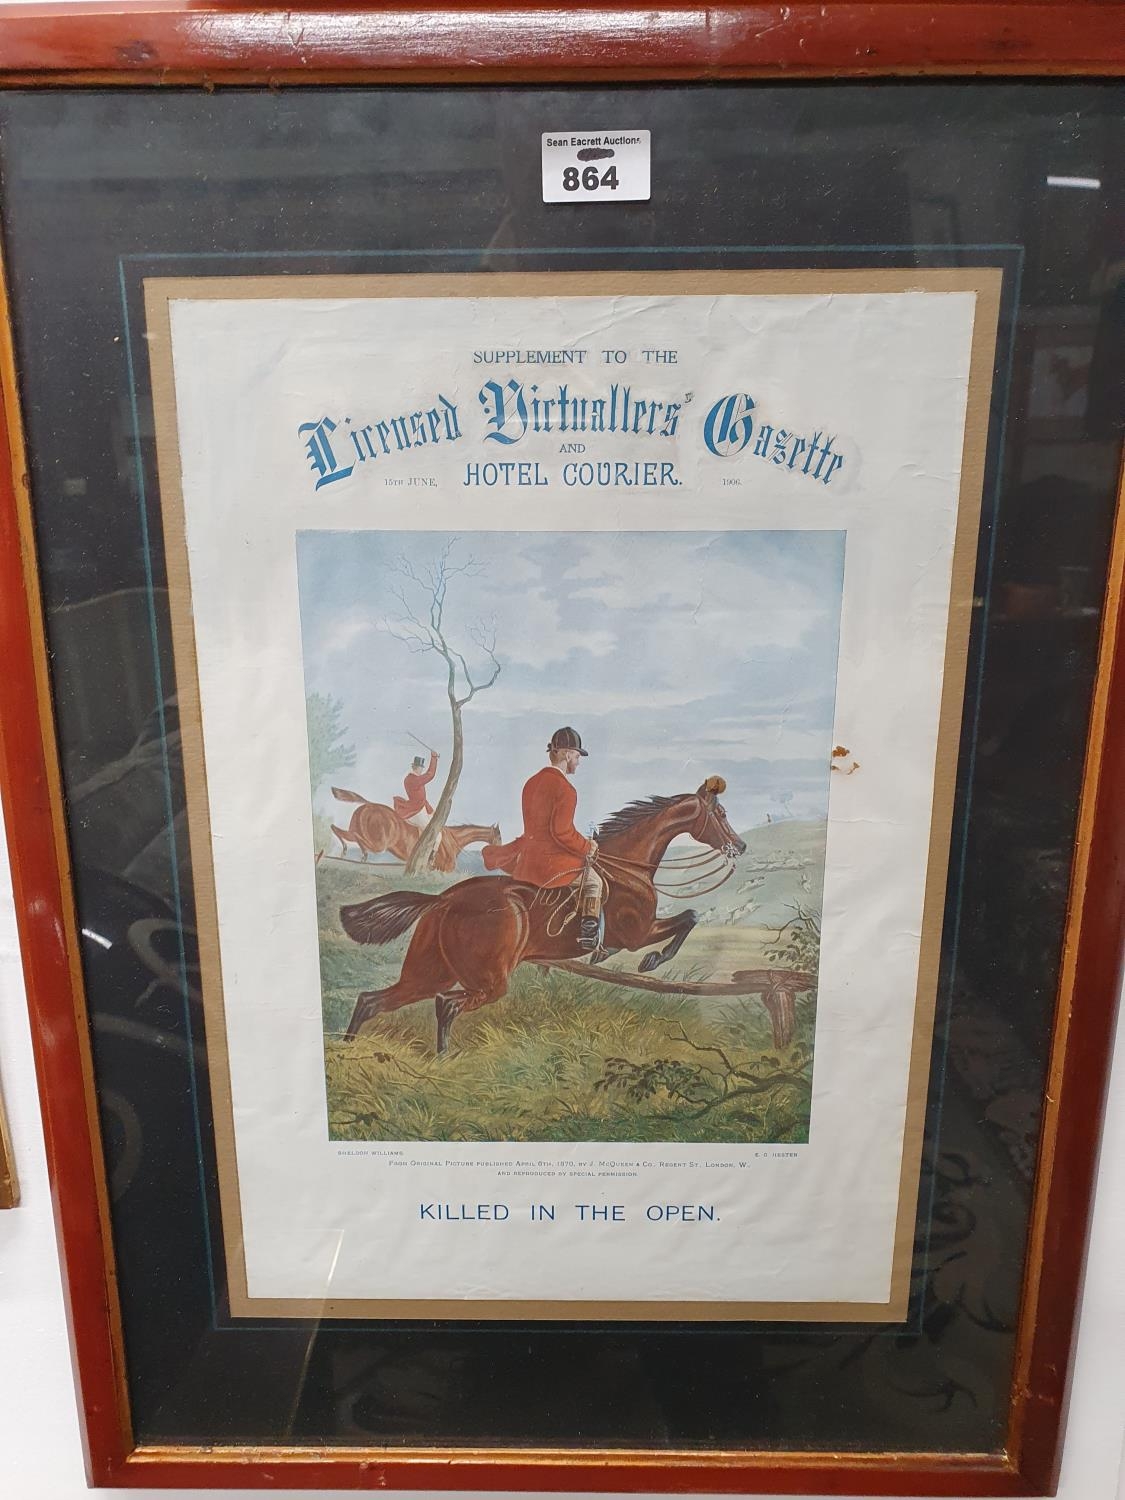 Sean Eacrett Auctions
864
SUPPLEMENT TO THE
Licensed Victuallers' Gazette
AND
15TH JUNE, HOTEL COURIER. 1906.
SHELDON WILLIAMS E. G. HESTER
FROM ORIGINAL PICTURE PUBLISHED APRIL 6TH, 1870, BY J. MCQUEEN & CO., REGENT ST., LONDON, W.,
AND REPRODUCED BY SPECIAL PERMISSION.
KILLED IN THE OPEN.